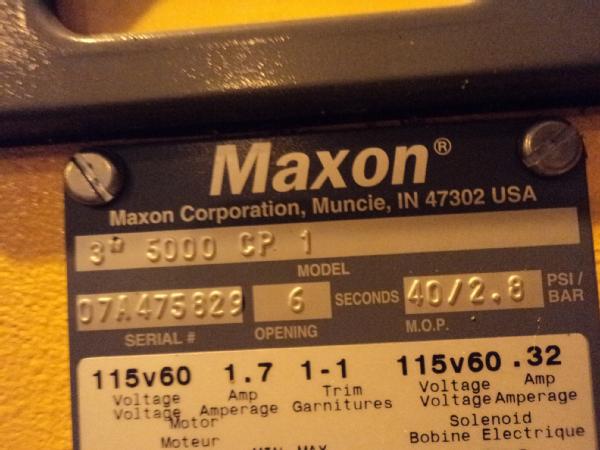 Maxon®
Maxon Corporation, Muncie, IN 47302 USA
3" 5000 CP 1
MODEL
07A475829 6 SECONDS 40/2.8 PSI / BAR
SERIAL # OPENING M.O.P.
115v60 1.7 1-1 115v60 .32
Voltage Amp Trim Voltage Amp
Voltage Amperage Garnitures Voltage Amperage
Motor Solenoid
Moteur Bobine Electrique
MIN MAX